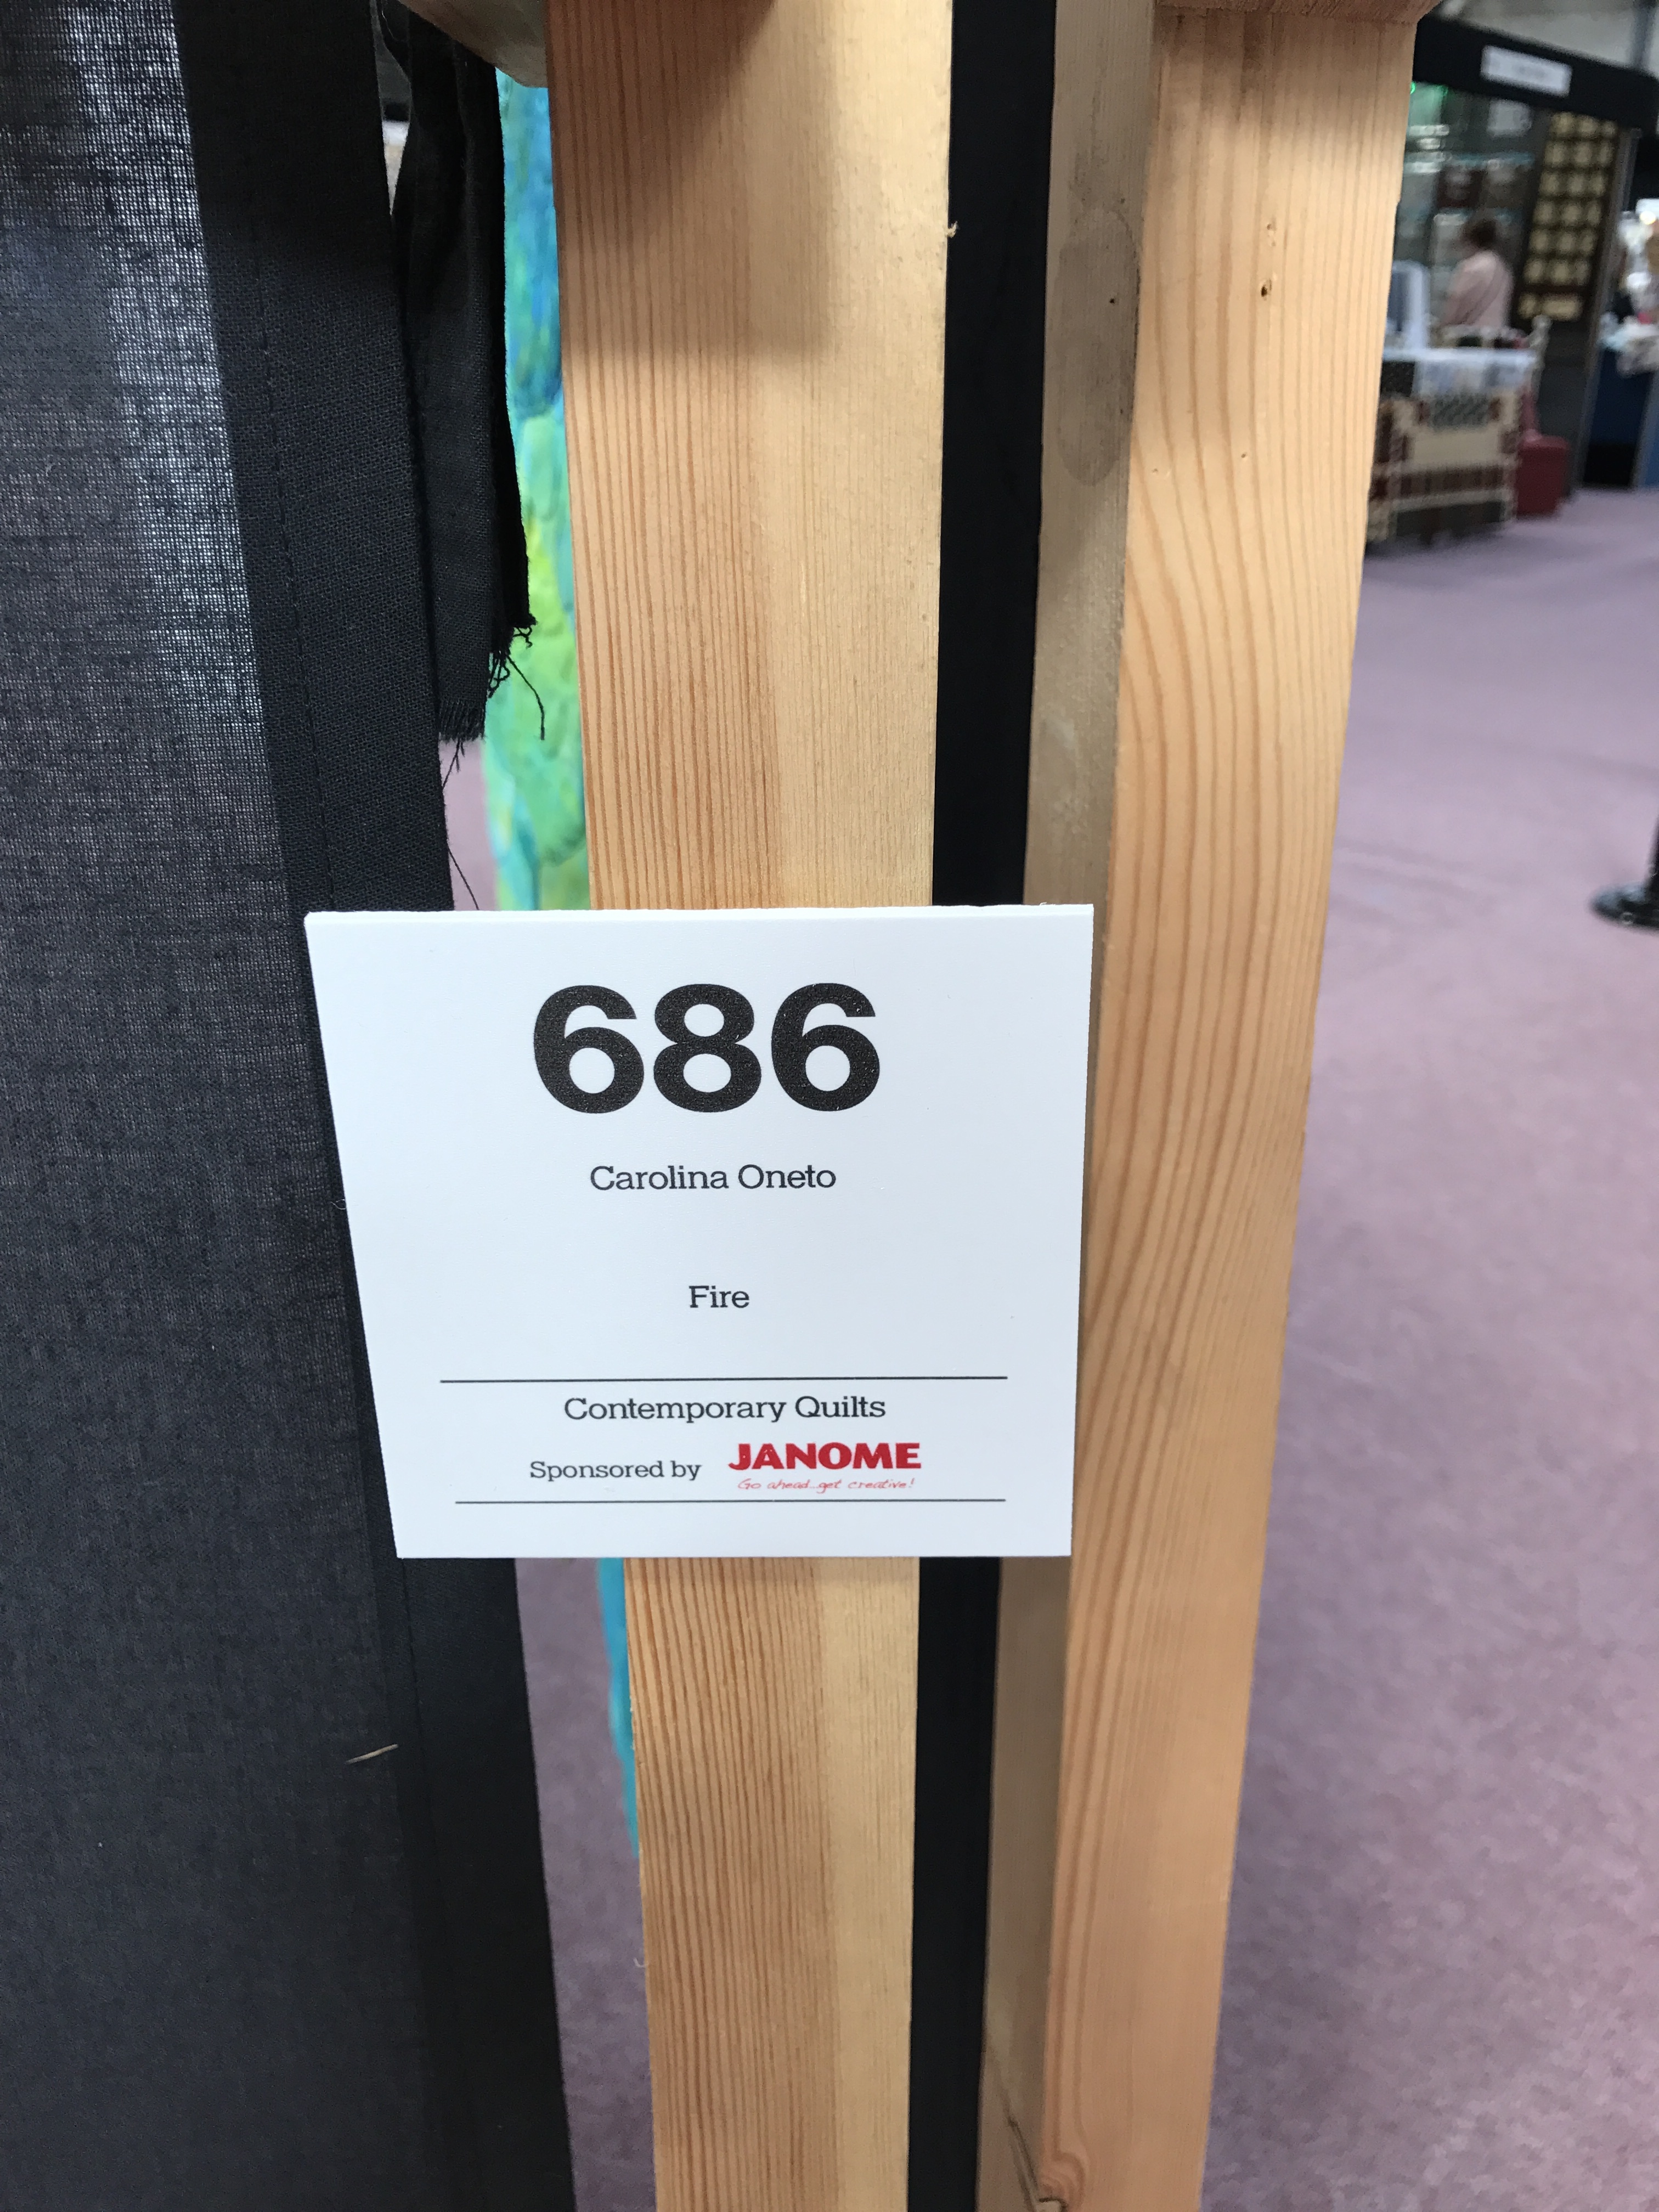 686
Carolina Oneto
Fire
Contemporary Quilts
Sponsored by JANOME
Go ahead...get creative!